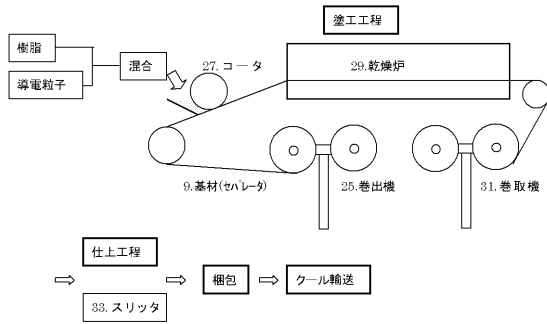 塗工工程
樹脂
導電粒子
混合
27.コータ
29.乾燥炉
9.基材(ｾﾊﾟﾚｰﾀ)
25.巻出機
31.巻取機
仕上工程
33.スリッタ
梱包
クール輸送